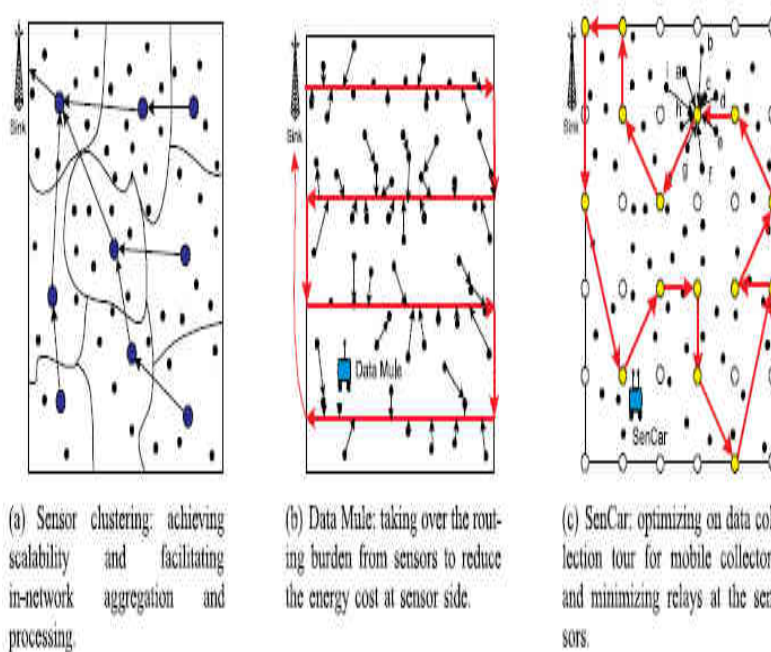 Sink
Sink
Data Mule
Sink
b
a
i
c
d
h
e
g
f
SenCar
(a) Sensor clustering: achieving
scalability and facilitating
in-network aggregation and
processing.
(b) Data Mule: taking over the rout-
ing burden from sensors to reduce
the energy cost at sensor side.
(c) SenCar: optimizing on data col-
lection tour for mobile collector
and minimizing relays at the sen-
sors.